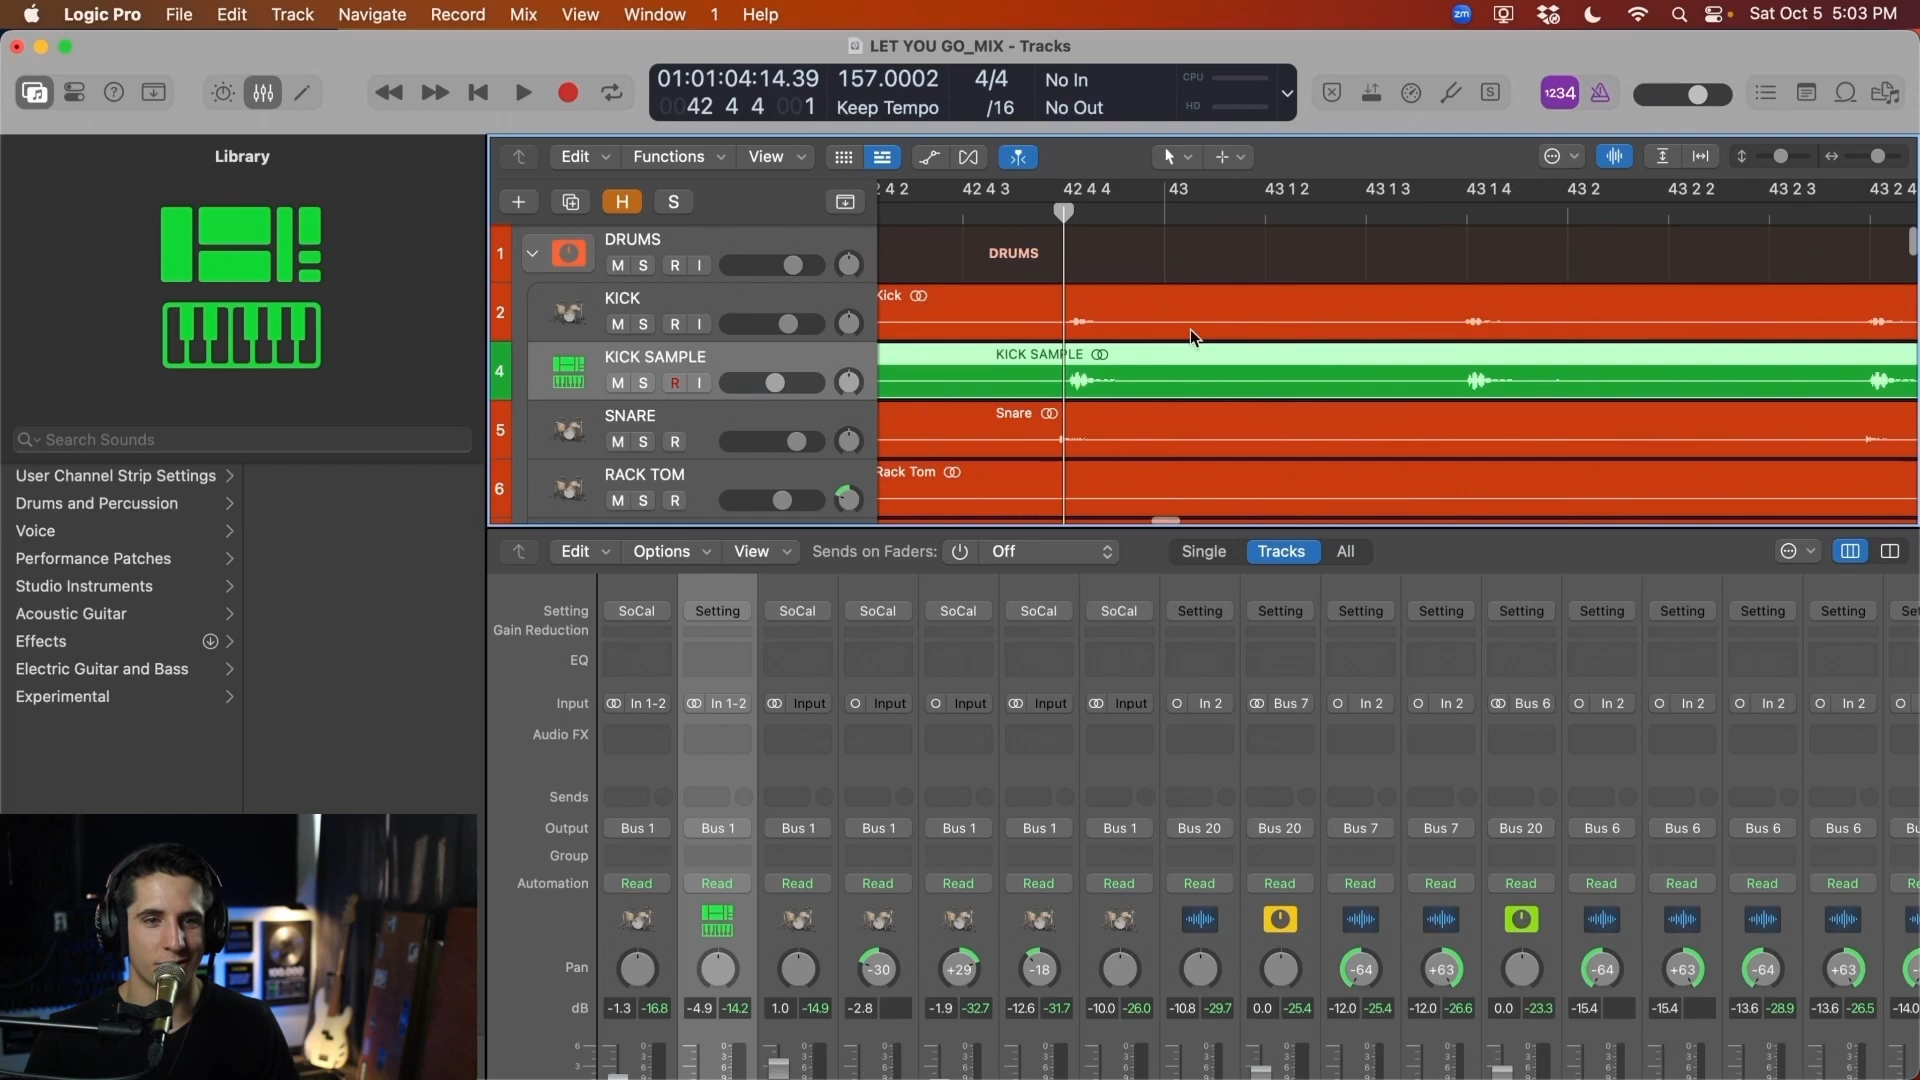 Logic Pro File Edit Track Navigate Record Mix View Window 1 Help zm Sat Oct 5 5:03 PM
LET YOU GO_MIX - Tracks
01:01:04:14.39 157.0002 4/4 No In CPU
0042 4 4 001 Keep Tempo /16 No Out HD
S 1234
Library
Edit Functions View
4 2 42 4 3 42 4 4 43 43 1 2 43 1 3 43 1 4 43 2 43 2 2 43 2 3 43 2 4
H S
1 DRUMS DRUMS
M S R I
2 KICK Kick
M S R I
4 KICK SAMPLE KICK SAMPLE
M S R I
5 SNARE Snare
M S R
6 RACK TOM Rack Tom
M S R
Search Sounds
User Channel Strip Settings
Drums and Percussion
Voice
Performance Patches
Studio Instruments
Acoustic Guitar
Effects
Electric Guitar and Bass
Experimental
Edit Options View Sends on Faders: Off Single Tracks All
Setting SoCal Setting SoCal SoCal SoCal SoCal SoCal Setting Setting Setting Setting Setting Setting Setting Setting Setting
Gain Reduction
EQ
Input In 1-2 In 1-2 Input Input Input Input Input In 2 Bus 7 In 2 In 2 Bus 6 In 2 In 2 In 2 In 2
Audio FX
Sends
Output Bus 1 Bus 1 Bus 1 Bus 1 Bus 1 Bus 1 Bus 1 Bus 20 Bus 20 Bus 7 Bus 7 Bus 20 Bus 6 Bus 6 Bus 6 Bus 6
Group
Automation Read Read Read Read Read Read Read Read Read Read Read Read Read Read Read Read
Pan -30 +29 -18 -64 +63 -64 +63 -64 +63
dB -1.3 -16.8 -4.9 -14.2 1.0 -14.9 -2.8 -1.9 -32.7 -12.6 -31.7 -10.0 -26.0 -10.8 -29.7 0.0 -25.4 -12.0 -25.4 -12.0 -26.6 0.0 -23.3 -15.4 -15.4 -13.6 -28.9 -13.6 -26.5 -14.0